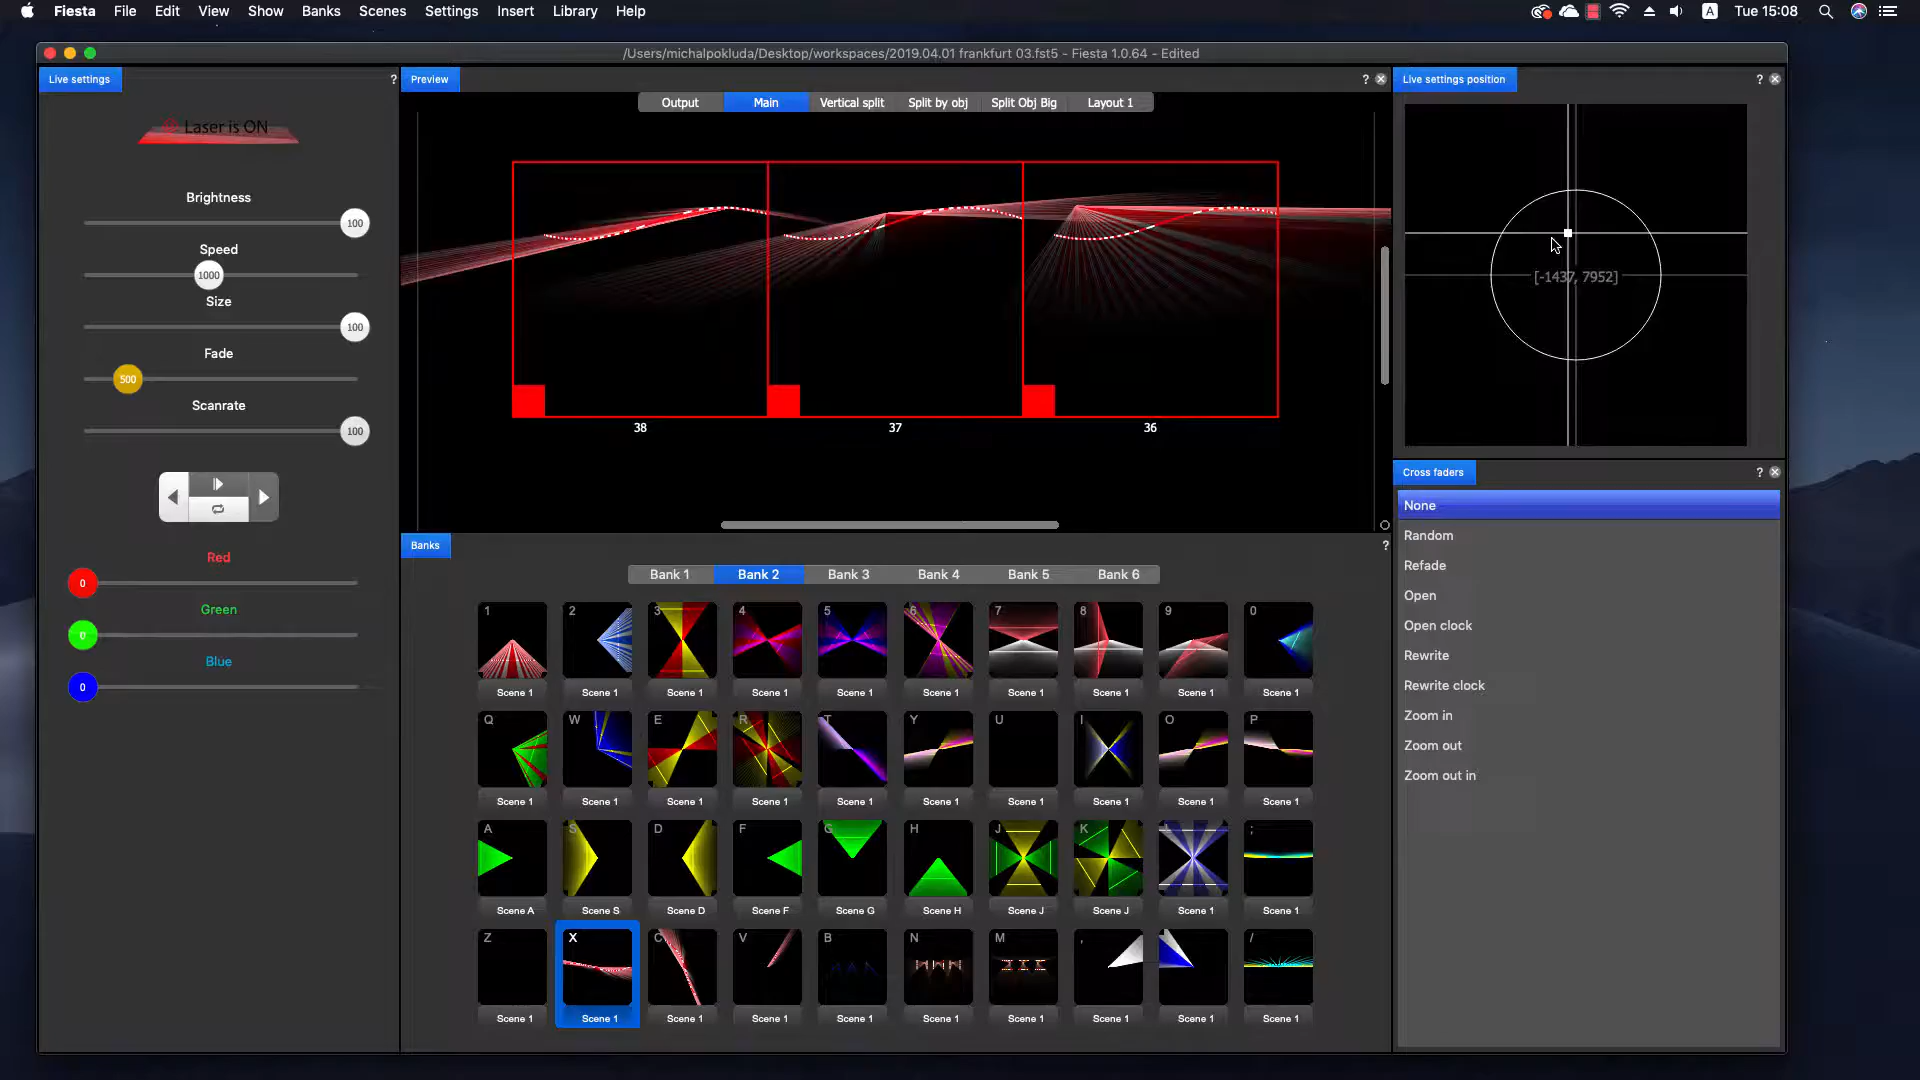 Fiesta File Edit View Show Banks Scenes Settings Insert Library Help A Tue 15:08
/Users/michalpokluda/Desktop/workspaces/2019.04.01 frankfurt 03.fst5 - Fiesta 1.0.64 - Edited
Live settings ?
Laser is ON
Brightness
100
Speed
1000
Size
100
Fade
500
Scanrate
100
Red
0
Green
0
Blue
0
Preview ?
Output Main Vertical split Split by obj Split Obj Big Layout 1
38 37 36
Banks ?
Bank 1 Bank 2 Bank 3 Bank 4 Bank 5 Bank 6
1 2 3 4 5 6 7 8 9 0
Scene 1 Scene 1 Scene 1 Scene 1 Scene 1 Scene 1 Scene 1 Scene 1 Scene 1 Scene 1
Q W E R T Y U I O P
Scene 1 Scene 1 Scene 1 Scene 1 Scene 1 Scene 1 Scene 1 Scene 1 Scene 1 Scene 1
A S D F G H J K L ;
Scene A Scene S Scene D Scene F Scene G Scene H Scene J Scene J Scene 1 Scene 1
Z X C V B N M , /
Scene 1 Scene 1 Scene 1 Scene 1 Scene 1 Scene 1 Scene 1 Scene 1 Scene 1 Scene 1
Live settings position ?
[-1437, 7952]
Cross faders ?
None
Random
Refade
Open
Open clock
Rewrite
Rewrite clock
Zoom in
Zoom out
Zoom out in